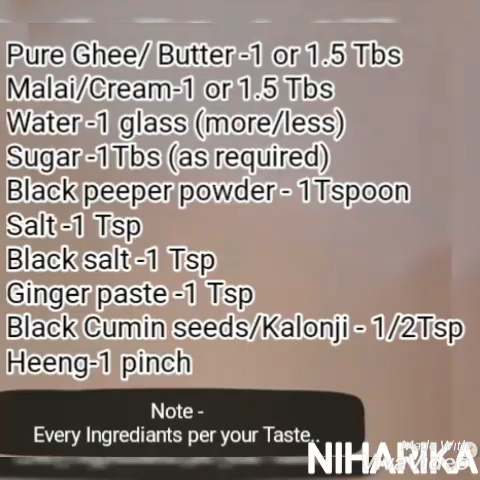 Pure Ghee/ Butter -1 or 1.5 Tbs
Malai/Cream-1 or 1.5 Tbs
Water -1 glass (more/less)
Sugar -1Tbs (as required)
Black peeper powder - 1Tspoon
Salt -1 Tsp
Black salt -1 Tsp
Ginger paste -1 Tsp
Black Cumin seeds/Kalonji - 1/2Tsp
Heeng-1 pinch
Note -
Every Ingrediants per your Taste..
Made With
NIHARIKA